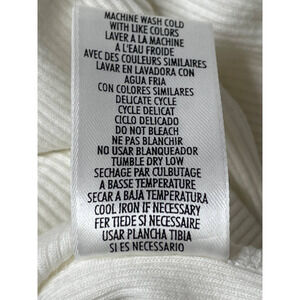 MACHINE WASH COLD
WITH LIKE COLORS
LAVER A LA MACHINE
A L'EAU FROIDE
AVEC DES COULEURS SIMILAIRES
LAVAR EN LAVADORA CON
AGUA FRIA
CON COLORES SIMILARES
DELICATE CYCLE
CYCLE DELICAT
CICLO DELICADO
DO NOT BLEACH
NE PAS BLANCHIR
NO USAR BLANQUEADOR
TUMBLE DRY LOW
SECHAGE PAR CULBUTAGE
A BASSE TEMPERATURE
SECAR A BAJA TEMPERATURA
COOL IRON IF NECESSARY
FER TIEDE SI NECESSAIRE
USAR PLANCHA TIBIA
SI ES NECESARIO